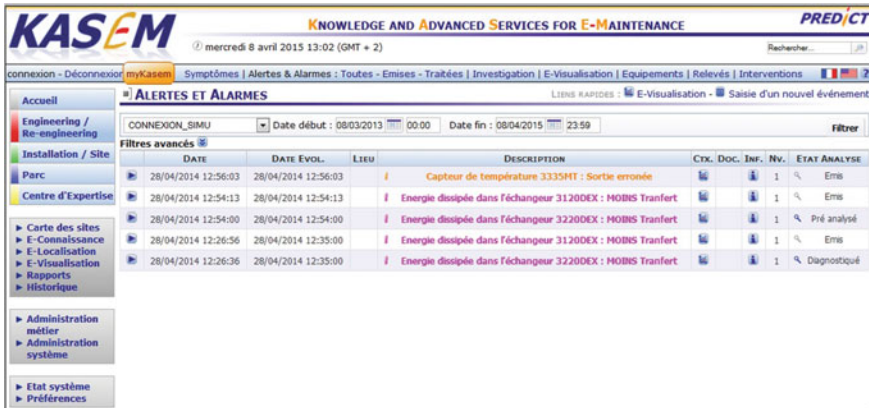 KASEM
KNOWLEDGE AND ADVANCED SERVICES FOR E-MAINTENANCE
PREDICT
mercredi 8 avril 2015 13:02 (GMT + 2)
Rechercher...
connexion - Déconnexion myKasem Symptômes | Alertes & Alarmes : Toutes - Emises - Traitées | Investigation | E-Visualisation | Equipements | Relevés | Interventions ?
Accueil
Engineering /
Re-engineering
Installation / Site
Parc
Centre d'Expertise
► Carte des sites
► E-Connaissance
► E-Localisation
► E-Visualisation
► Rapports
► Historique
► Administration
métier
► Administration
système
► Etat système
► Préférences
ALERTES ET ALARMES
LIENS RAPIDES : E-Visualisation - Saisie d'un nouvel événement
CONNEXION_SIMU Date début : 08/03/2013 00:00 Date fin : 08/04/2015 23:59 Filtrer
Filtres avancés
DATE DATE EVOL. LIEU DESCRIPTION CTX. DOC. INF. NV. ETAT ANALYSE
28/04/2014 12:56:03 28/04/2014 12:56:03 Capteur de température 3335MT : Sortie erronée 1 Emis
28/04/2014 12:54:13 28/04/2014 12:54:13 Energie dissipée dans l'échangeur 3120DEX : MOINS Tranfert 1 Emis
28/04/2014 12:54:00 28/04/2014 12:54:00 Energie dissipée dans l'échangeur 3220DEX : MOINS Tranfert 1 Pré analysé
28/04/2014 12:26:56 28/04/2014 12:35:00 Energie dissipée dans l'échangeur 3120DEX : MOINS Tranfert 1 Emis
28/04/2014 12:26:36 28/04/2014 12:35:00 Energie dissipée dans l'échangeur 3220DEX : MOINS Tranfert 1 Diagnostiqué